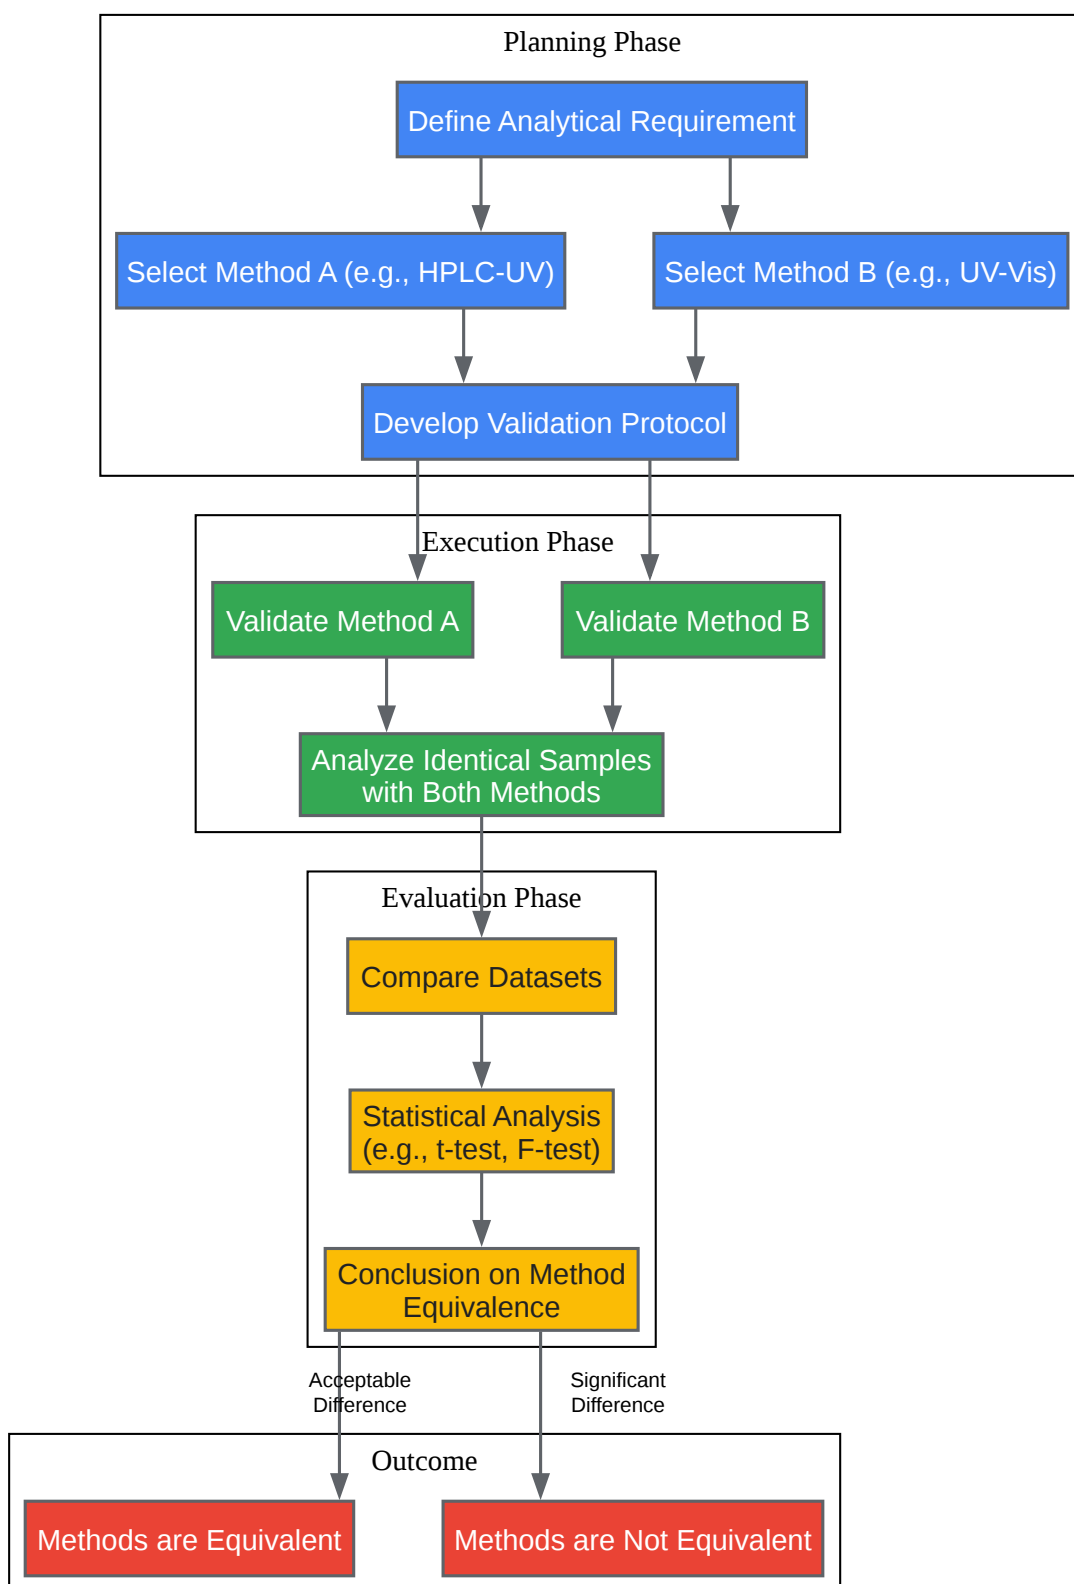 Planning Phase
Define Analytical Requirement
Select Method A (e.g., HPLC-UV)
Select Method B (e.g., UV-Vis)
Develop Validation Protocol
Execution Phase
Validate Method A
Validate Method B
Analyze Identical Samples
with Both Methods
Evaluation Phase
Compare Datasets
Statistical Analysis
(e.g., t-test, F-test)
Conclusion on Method
Equivalence
Acceptable
Difference
Significant
Difference
Outcome
Methods are Equivalent
Methods are Not Equivalent